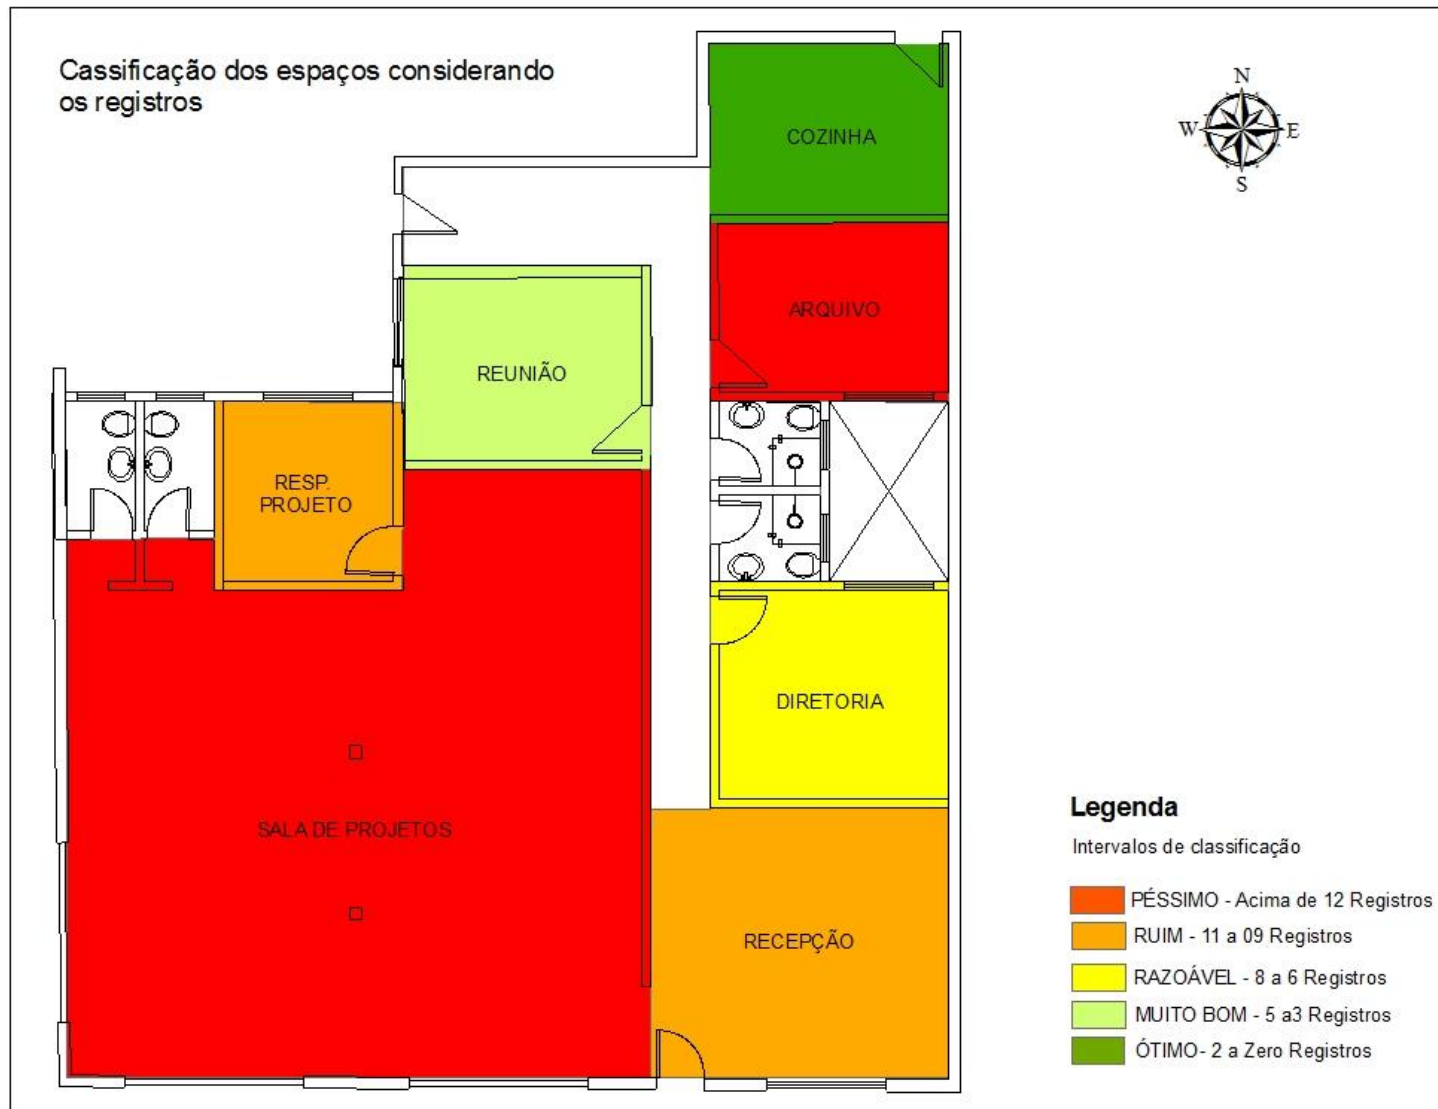 Cassificação dos espaços considerando
os registros
N
W E
S
COZINHA
ARQUIVO
REUNIÃO
RESP.
PROJETO
DIRETORIA
SALA DE PROJETOS
RECEPÇÃO
Legenda
Intervalos de classificação
PÉSSIMO - Acima de 12 Registros
RUIM - 11 a 09 Registros
RAZOÁVEL - 8 a 6 Registros
MUITO BOM - 5 a3 Registros
ÓTIMO- 2 a Zero Registros